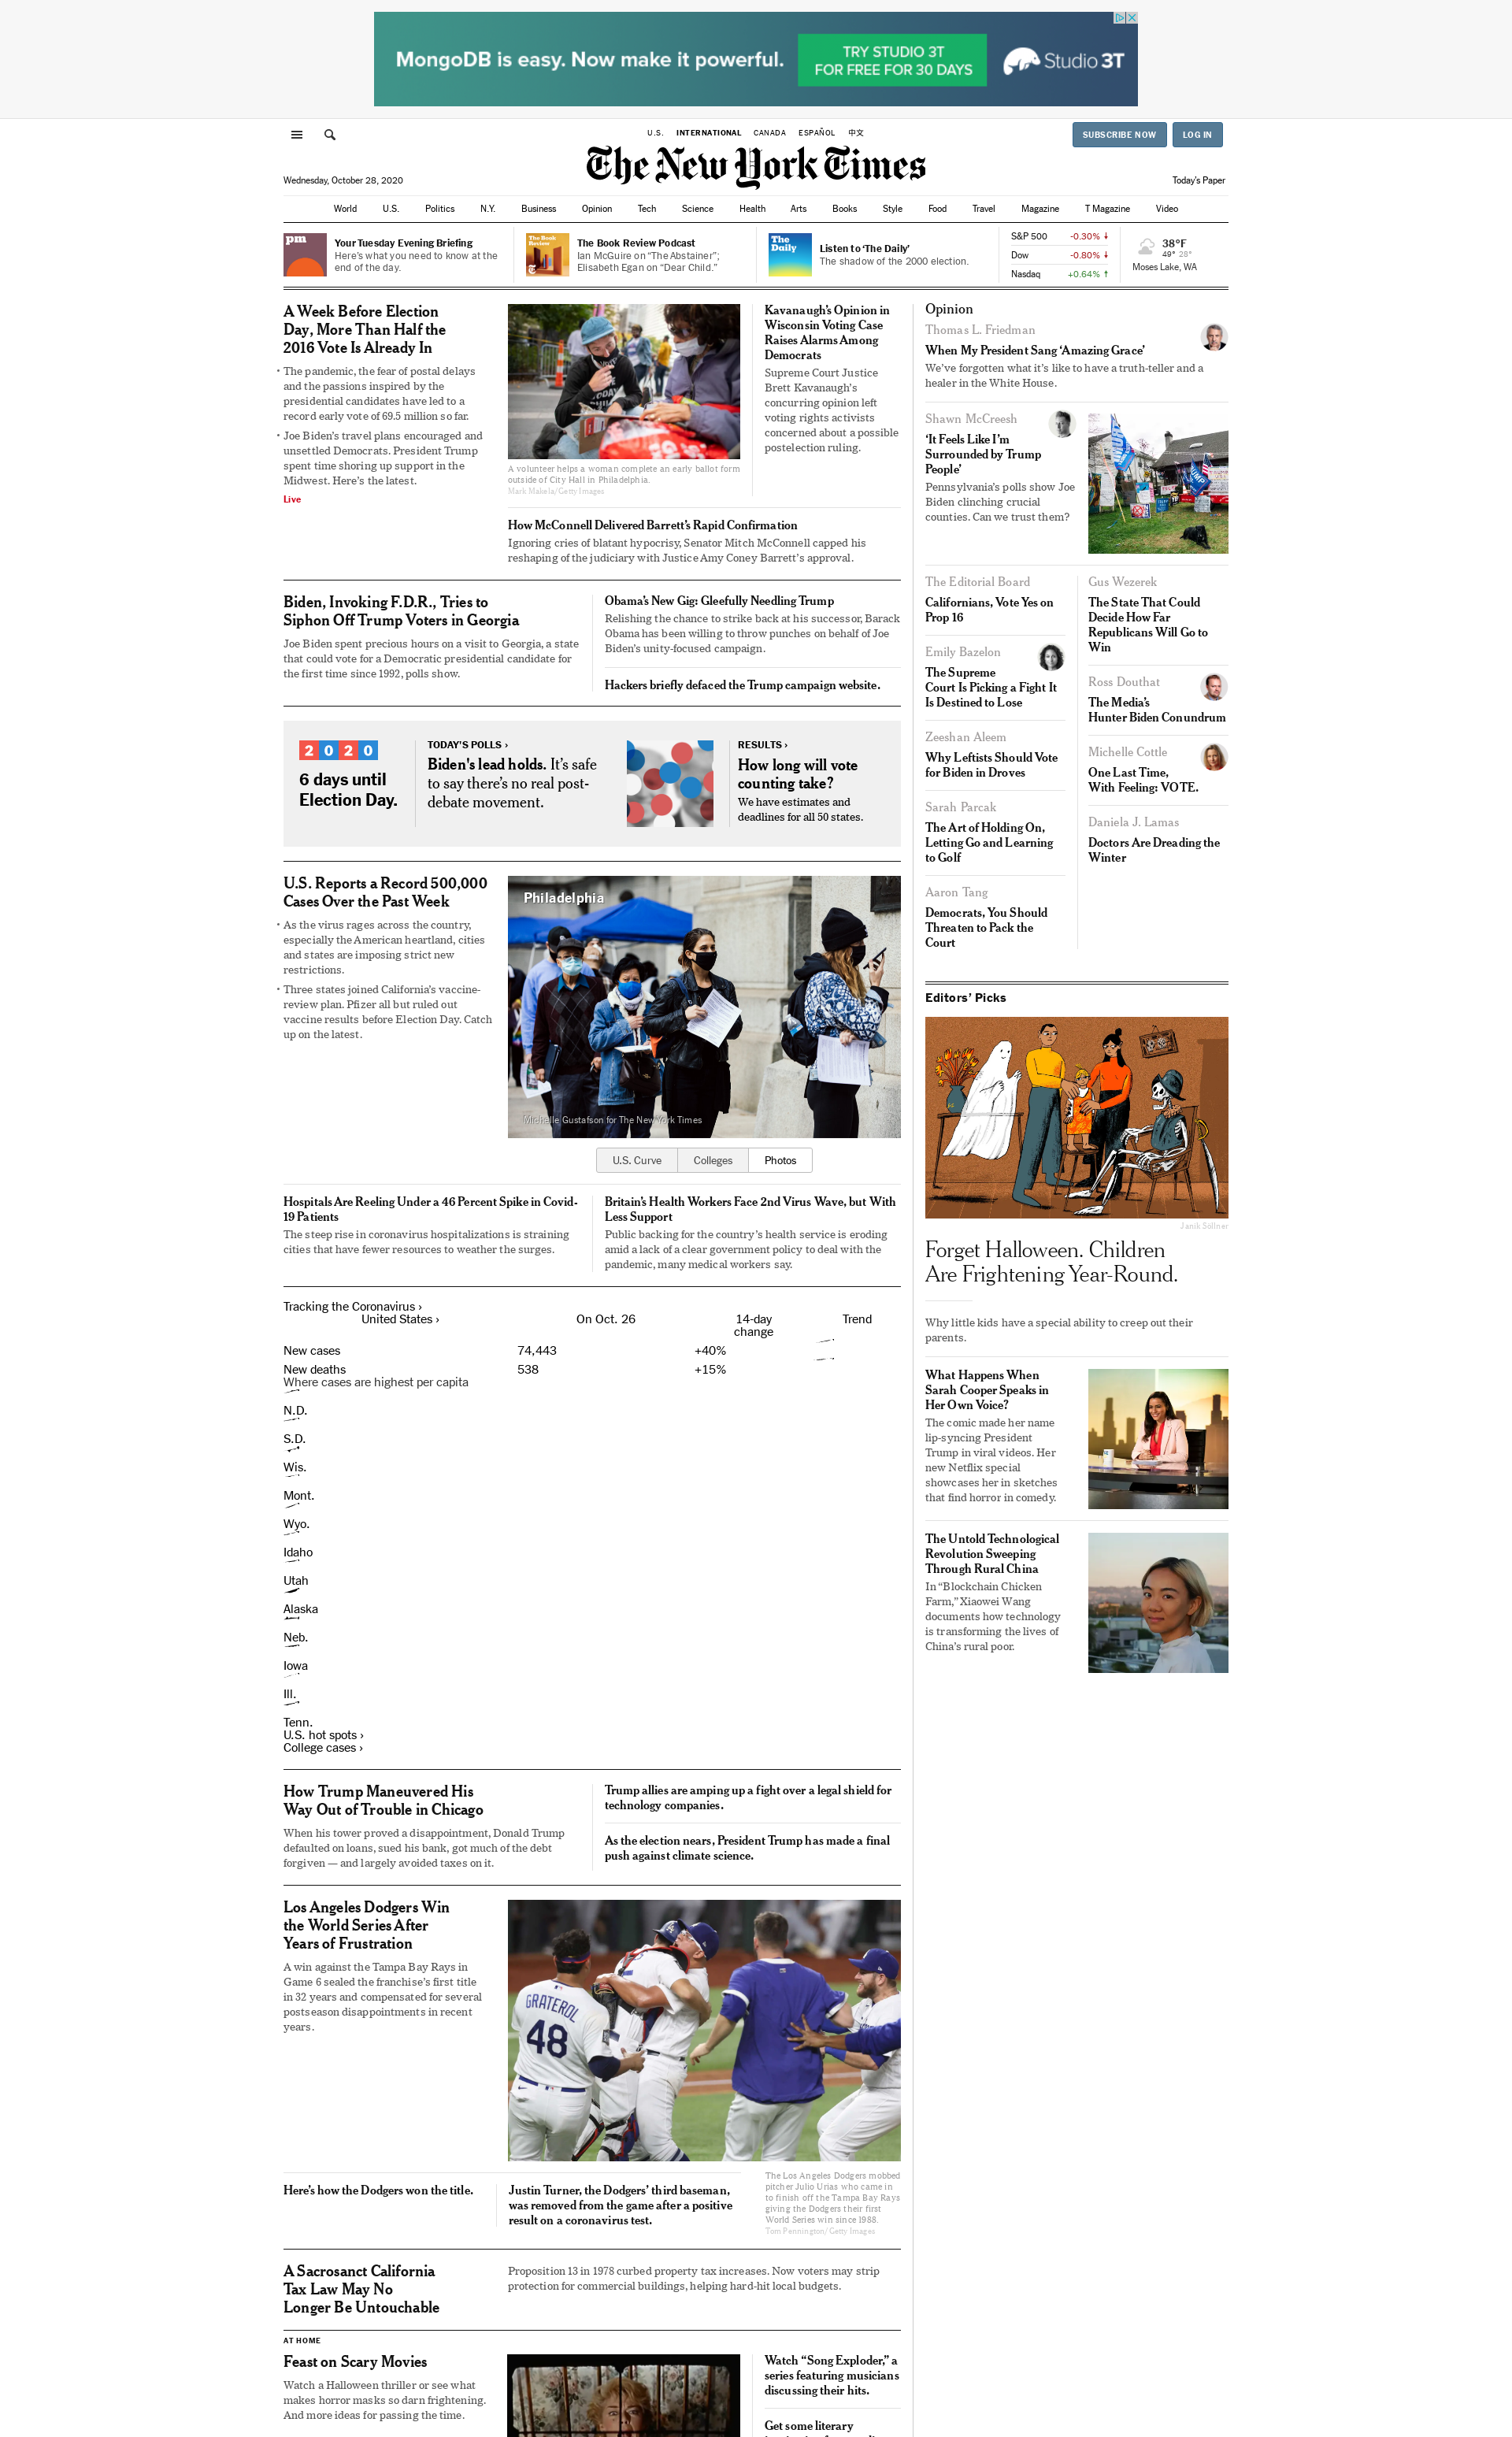 MongoDB is easy. Now make it powerful.
TRY STUDIO 3T
FOR FREE FOR 30 DAYS
Studio 3T
U.S. INTERNATIONAL CANADA ESPAÑOL 中文
SUBSCRIBE NOW LOG IN
The New York Times
Wednesday, October 28, 2020
Today's Paper
World U.S. Politics N.Y. Business Opinion Tech Science Health Arts Books Style Food Travel Magazine T Magazine Video
pm
Your Tuesday Evening Briefing
Here's what you need to know at the
end of the day.
The Book
Review
The Book Review Podcast
Ian McGuire on “The Abstainer”;
Elisabeth Egan on “Dear Child.”
The
Daily
Listen to ‘The Daily’
The shadow of the 2000 election.
S&P 500 -0.30%
Dow -0.80%
Nasdaq +0.64%
38°F
49° 28°
Moses Lake, WA
A Week Before Election
Day, More Than Half the
2016 Vote Is Already In
• The pandemic, the fear of postal delays
and the passions inspired by the
presidential candidates have led to a
record early vote of 69.5 million so far.
• Joe Biden's travel plans encouraged and
unsettled Democrats. President Trump
spent time shoring up support in the
Midwest. Here's the latest.
Live
A volunteer helps a woman complete an early ballot form
outside of City Hall in Philadelphia.
Mark Makela/Getty Images
Kavanaugh's Opinion in
Wisconsin Voting Case
Raises Alarms Among
Democrats
Supreme Court Justice
Brett Kavanaugh's
concurring opinion left
voting rights activists
concerned about a possible
postelection ruling.
How McConnell Delivered Barrett's Rapid Confirmation
Ignoring cries of blatant hypocrisy, Senator Mitch McConnell capped his
reshaping of the judiciary with Justice Amy Coney Barrett's approval.
Biden, Invoking F.D.R., Tries to
Siphon Off Trump Voters in Georgia
Joe Biden spent precious hours on a visit to Georgia, a state
that could vote for a Democratic presidential candidate for
the first time since 1992, polls show.
Obama's New Gig: Gleefully Needling Trump
Relishing the chance to strike back at his successor, Barack
Obama has been willing to throw punches on behalf of Joe
Biden's unity-focused campaign.
Hackers briefly defaced the Trump campaign website.
2020
6 days until
Election Day.
TODAY'S POLLS ›
Biden's lead holds. It's safe
to say there's no real post-
debate movement.
RESULTS ›
How long will vote
counting take?
We have estimates and
deadlines for all 50 states.
U.S. Reports a Record 500,000
Cases Over the Past Week
• As the virus rages across the country,
especially the American heartland, cities
and states are imposing strict new
restrictions.
• Three states joined California's vaccine-
review plan. Pfizer all but ruled out
vaccine results before Election Day. Catch
up on the latest.
Philadelphia
Michelle Gustafson for The New York Times
U.S. Curve Colleges Photos
Hospitals Are Reeling Under a 46 Percent Spike in Covid-
19 Patients
The steep rise in coronavirus hospitalizations is straining
cities that have fewer resources to weather the surges.
Britain's Health Workers Face 2nd Virus Wave, but With
Less Support
Public backing for the country's health service is eroding
amid a lack of a clear government policy to deal with the
pandemic, many medical workers say.
Tracking the Coronavirus ›
United States › On Oct. 26 14-day
change Trend
New cases 74,443 +40%
New deaths 538 +15%
Where cases are highest per capita
N.D.
S.D.
Wis.
Mont.
Wyo.
Idaho
Utah
Alaska
Neb.
Iowa
Ill.
Tenn.
U.S. hot spots ›
College cases ›
How Trump Maneuvered His
Way Out of Trouble in Chicago
When his tower proved a disappointment, Donald Trump
defaulted on loans, sued his bank, got much of the debt
forgiven — and largely avoided taxes on it.
Trump allies are amping up a fight over a legal shield for
technology companies.
As the election nears, President Trump has made a final
push against climate science.
Los Angeles Dodgers Win
the World Series After
Years of Frustration
A win against the Tampa Bay Rays in
Game 6 sealed the franchise's first title
in 32 years and compensated for several
postseason disappointments in recent
years.
GRATEROL
48
Here's how the Dodgers won the title.
Justin Turner, the Dodgers' third baseman,
was removed from the game after a positive
result on a coronavirus test.
The Los Angeles Dodgers mobbed
pitcher Julio Urias who came in
to finish off the Tampa Bay Rays
giving the Dodgers their first
World Series win since 1988.
Tom Pennington/Getty Images
A Sacrosanct California
Tax Law May No
Longer Be Untouchable
Proposition 13 in 1978 curbed property tax increases. Now voters may strip
protection for commercial buildings, helping hard-hit local budgets.
AT HOME
Feast on Scary Movies
Watch a Halloween thriller or see what
makes horror masks so darn frightening.
And more ideas for passing the time.
Watch “Song Exploder,” a
series featuring musicians
discussing their hits.
Get some literary
Opinion
Thomas L. Friedman
When My President Sang ‘Amazing Grace’
We've forgotten what it's like to have a truth-teller and a
healer in the White House.
Shawn McCreesh
‘It Feels Like I'm
Surrounded by Trump
People’
Pennsylvania's polls show Joe
Biden clinching crucial
counties. Can we trust them?
TRUMP
The Editorial Board
Californians, Vote Yes on
Prop 16
Emily Bazelon
The Supreme
Court Is Picking a Fight It
Is Destined to Lose
Zeeshan Aleem
Why Leftists Should Vote
for Biden in Droves
Sarah Parcak
The Art of Holding On,
Letting Go and Learning
to Golf
Aaron Tang
Democrats, You Should
Threaten to Pack the
Court
Gus Wezerek
The State That Could
Decide How Far
Republicans Will Go to
Win
Ross Douthat
The Media's
Hunter Biden Conundrum
Michelle Cottle
One Last Time,
With Feeling: VOTE.
Daniela J. Lamas
Doctors Are Dreading the
Winter
Editors' Picks
Janik Söllner
Forget Halloween. Children
Are Frightening Year-Round.
Why little kids have a special ability to creep out their
parents.
What Happens When
Sarah Cooper Speaks in
Her Own Voice?
The comic made her name
lip-syncing President
Trump in viral videos. Her
new Netflix special
showcases her in sketches
that find horror in comedy.
The Untold Technological
Revolution Sweeping
Through Rural China
In “Blockchain Chicken
Farm,” Xiaowei Wang
documents how technology
is transforming the lives of
China's rural poor.